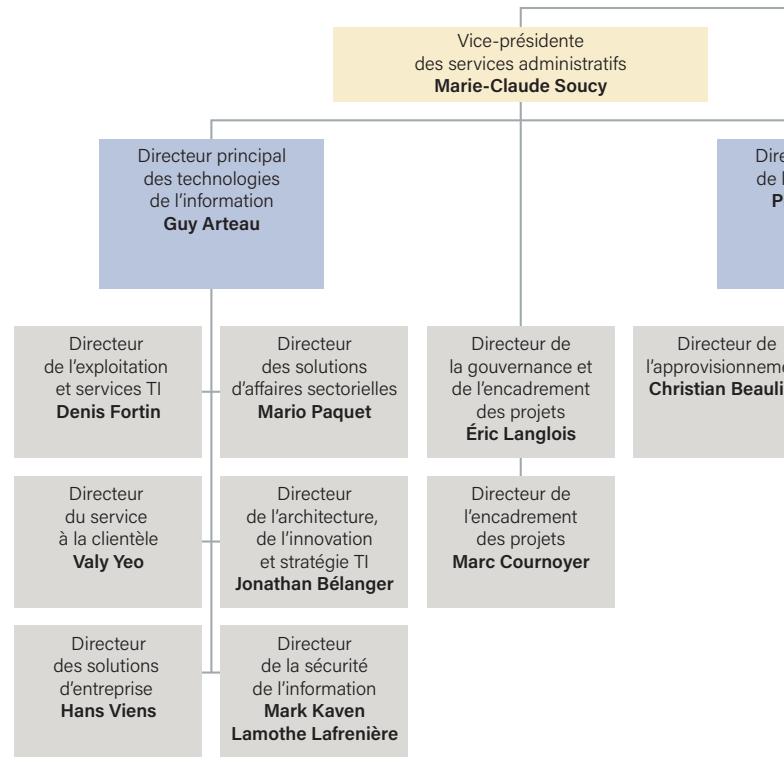 Vice-présidente
des services administratifs
Marie-Claude Soucy
Directeur principal
des technologies
de l'information
Guy Arteau
Directeur
de l'exploitation
et services TI
Denis Fortin
Directeur
des solutions
d'affaires sectorielles
Mario Paquet
Directeur de
la gouvernance et
de l'encadrement
des projets
Éric Langlois
Directeur de
Christian
Directeur
du service
à la clientèle
Valy Yeo
Directeur
de l'architecture,
de l'innovation
et stratégie TI
Jonathan Bélanger
Directeur de
l'encadrement
des projets
Marc Cournoyer
Directeur
des solutions
d'entreprise
Hans Viens
Directeur
de la sécurité
de l'information
Mark Kaven
Lamothe Lafrenière